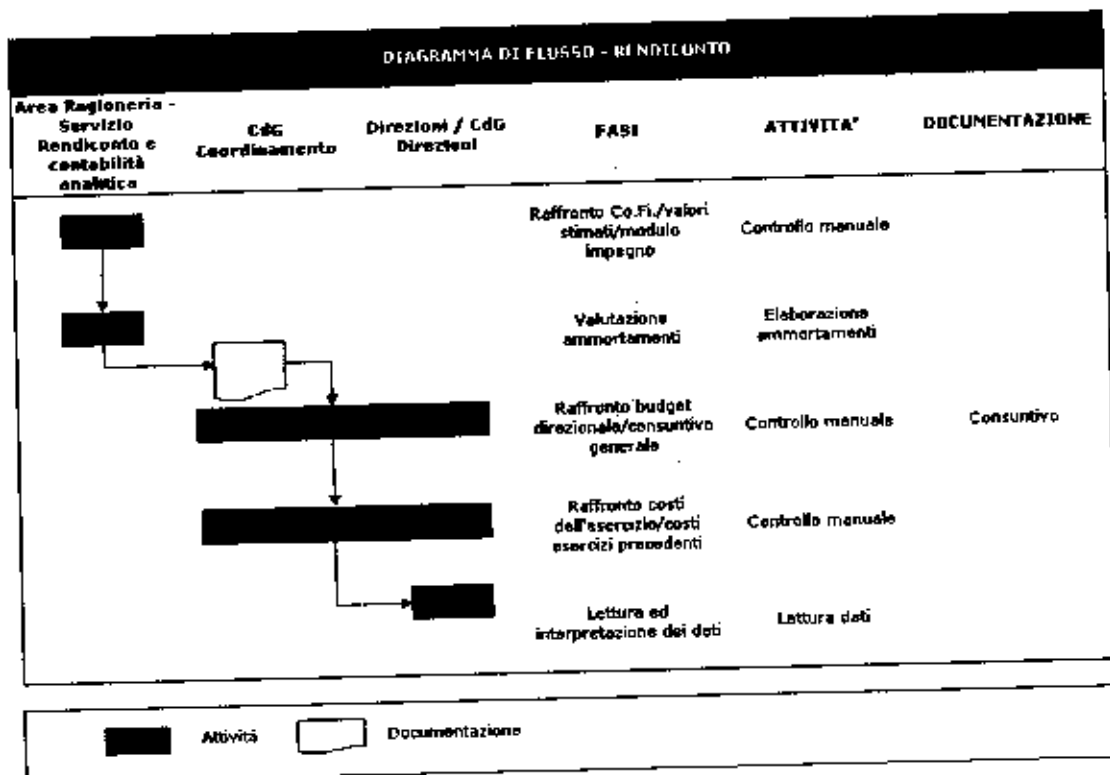 DIAGRAMMA DI FLUSSO - RENDICONTO
Area Ragioneria -
Servizio
Rendiconto e
contabilità
analitica
CdG
Coordinamento
Direzioni / CdG
Direzioni
FASI
ATTIVITA'
DOCUMENTAZIONE
Raffronto Co.Fi./valori
stimati/modulo
impegno
Controllo manuale
Valutazione
ammortamenti
Elaborazione
ammortamenti
Raffronto budget
direzionale/consuntivo
generale
Controllo manuale
Consuntivo
Raffronto costi
dell'esercizio/costi
esercizi precedenti
Controllo manuale
Lettura ed
interpretazione dei dati
Lettura dati
Attività
Documentazione